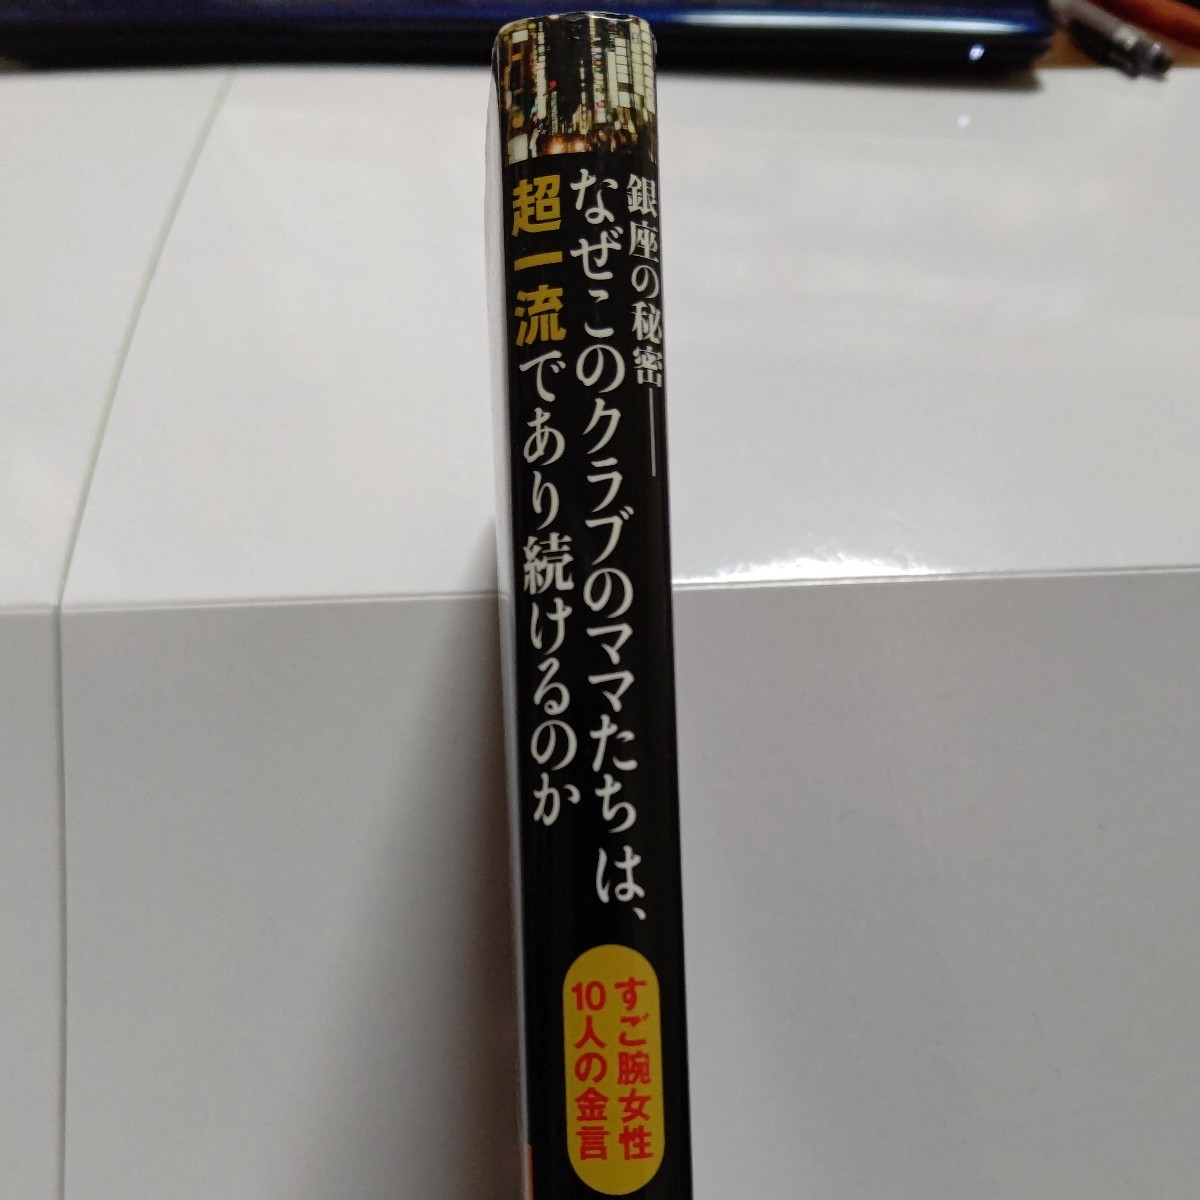 銀座の秘密――
なぜこのクラブのママたちは、
超一流であり続けるのか
すご腕女性
10人の金言